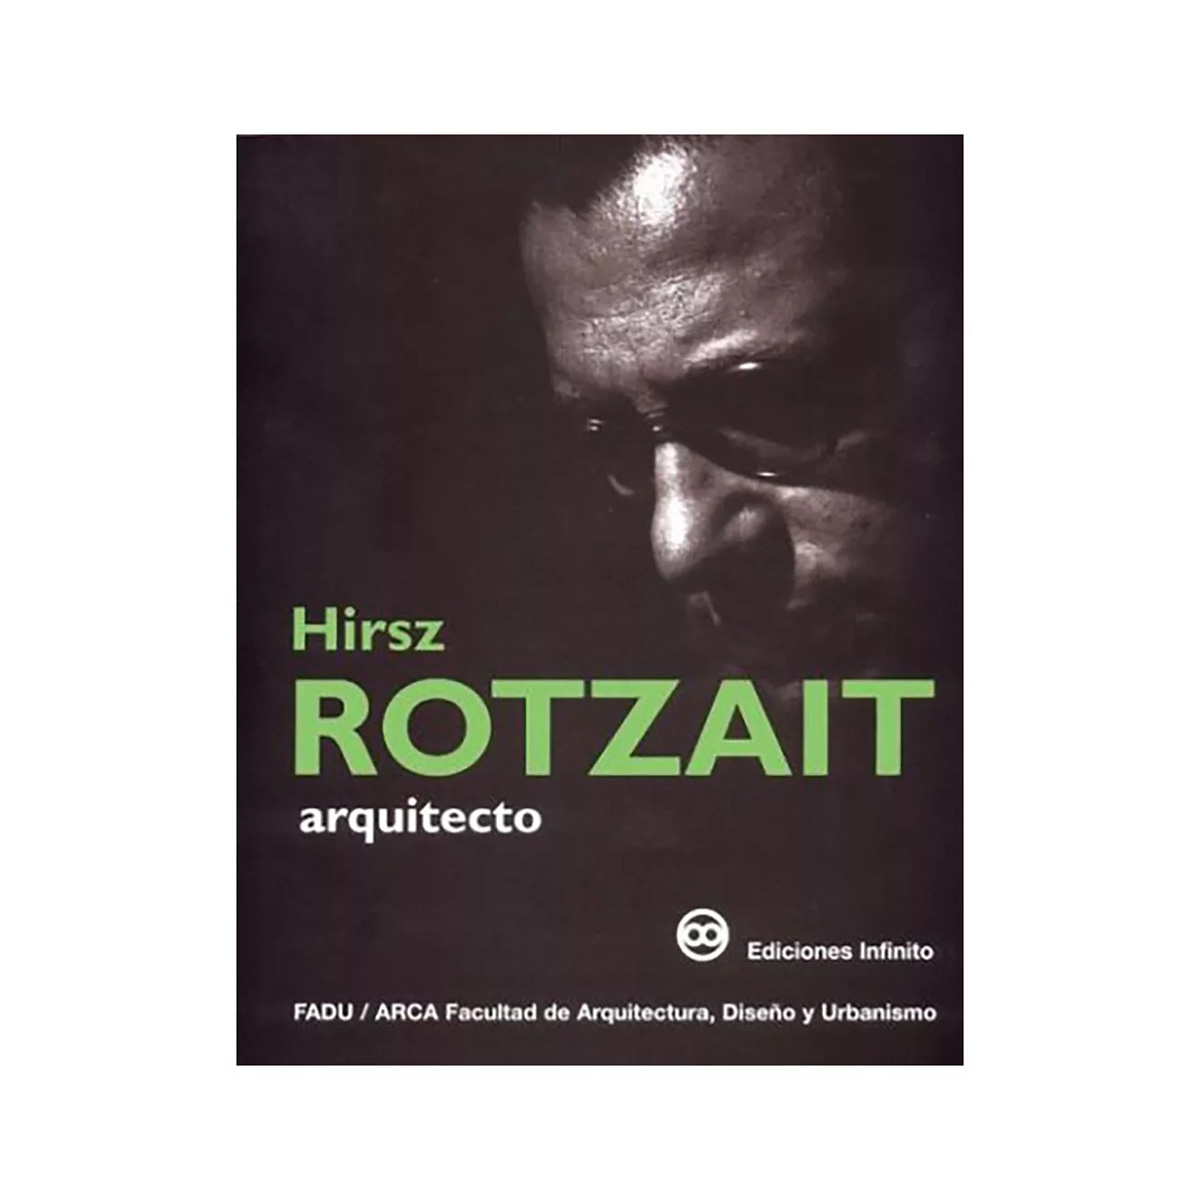 Hirsz
ROTZAIT
arquitecto
Ediciones Infinito
FADU / ARCA Facultad de Arquitectura, Diseño y Urbanismo